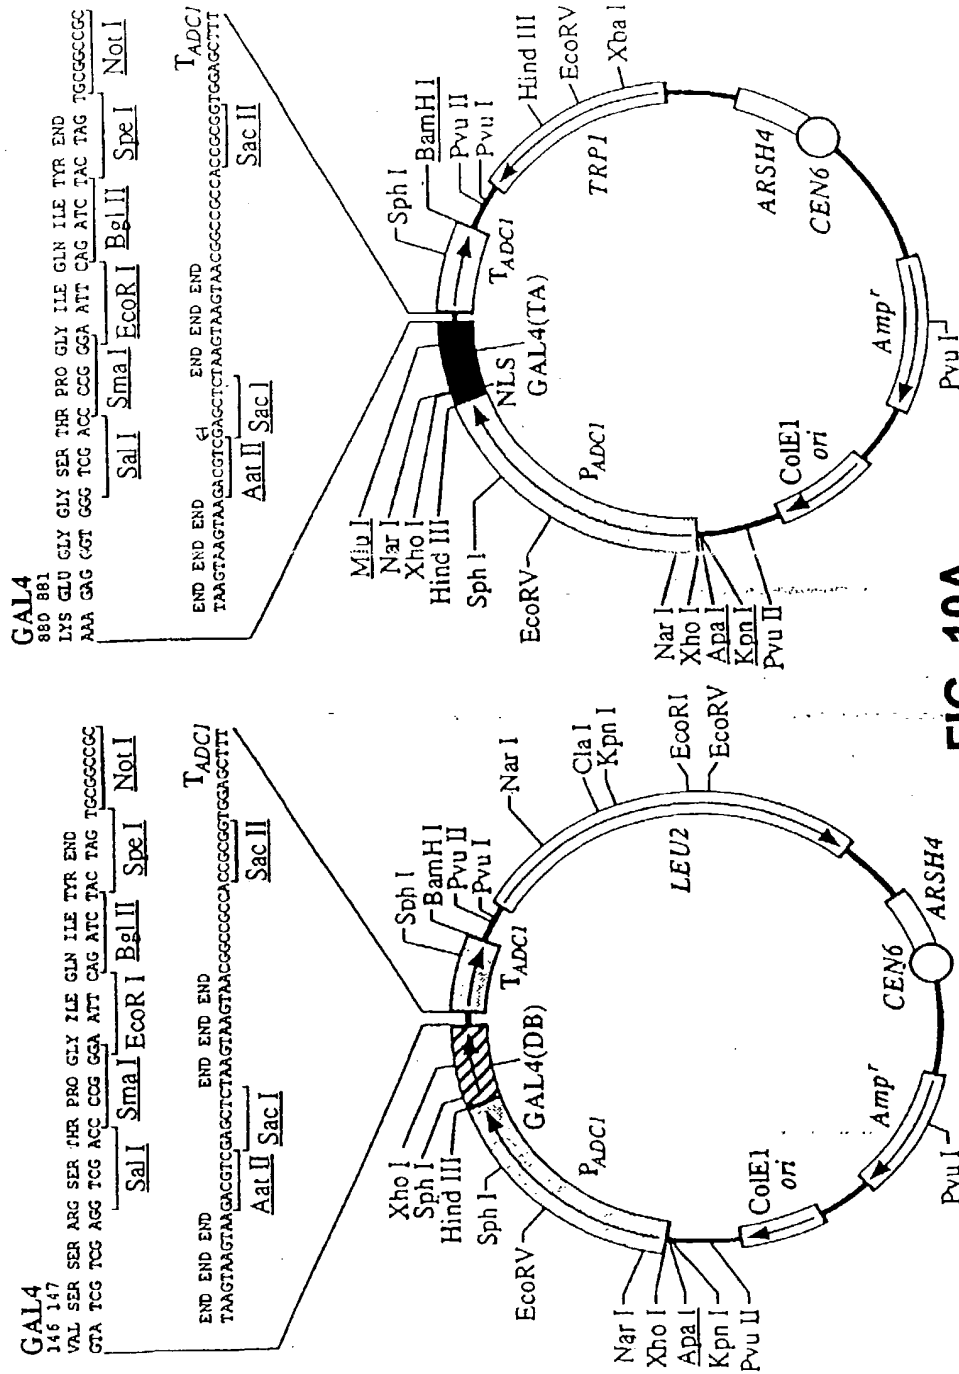 GAL4
146 147
VAL SER SER ARG SER THR PRO GLY ILE GLN ILE TYR END
GTA TCG TCG AGG TCG ACC CCG GGA ATT CAG ATC TAC TAG TGCGGCCGC
Sal I
Sma I
EcoR I
Bgl II
Spe I
Not I
END END END
END END END
TADC1
TAAGTAAGTAAGACGTCGAGCTCTAAGTAAGTAACGGCCGCCACCGCGGTGGAGCTTT
Aat II
Sac I
Sac II
Xho I
Sph I
Hind III
Sph I
EcoRV
GAL4(DB)
TADC1
Sph I
BamH I
Pvu II
Pvu I
Nar I
Cla I
Kpn I
EcoRI
EcoRV
LEU2
PADC1
Nar I
Xho I
Apa I
Kpn I
Pvu II
ColE1
ori
Ampr
Pvu I
CEN6
ARSH4
GAL4
880 881
LYS GLU GLY GLY SER THR PRO GLY ILE GLN ILE TYR END
AAA GAG GGT GGG TCG ACC CCG GGA ATT CAG ATC TAC TAG TGCGGCCGC
Sal I
Sma I
EcoR I
Bgl II
Spe I
Not I
END END END
END END END
TADC1
TAAGTAAGTAAGACGTCGAGCTCTAAGTAAGTAACGGCCGCCACCGCGGTGGAGCTTT
Aat II
Sac I
Sac II
Mlu I
Nar I
Xho I
Hind III
Sph I
EcoRV
NLS
GAL4(TA)
TADC1
Sph I
BamH I
Pvu II
Pvu I
Hind III
EcoRV
Xba I
TRP1
PADC1
Nar I
Xho I
Apa I
Kpn I
Pvu II
ColE1
ori
Ampr
Pvu I
ARSH4
CEN6
FIG. 10A